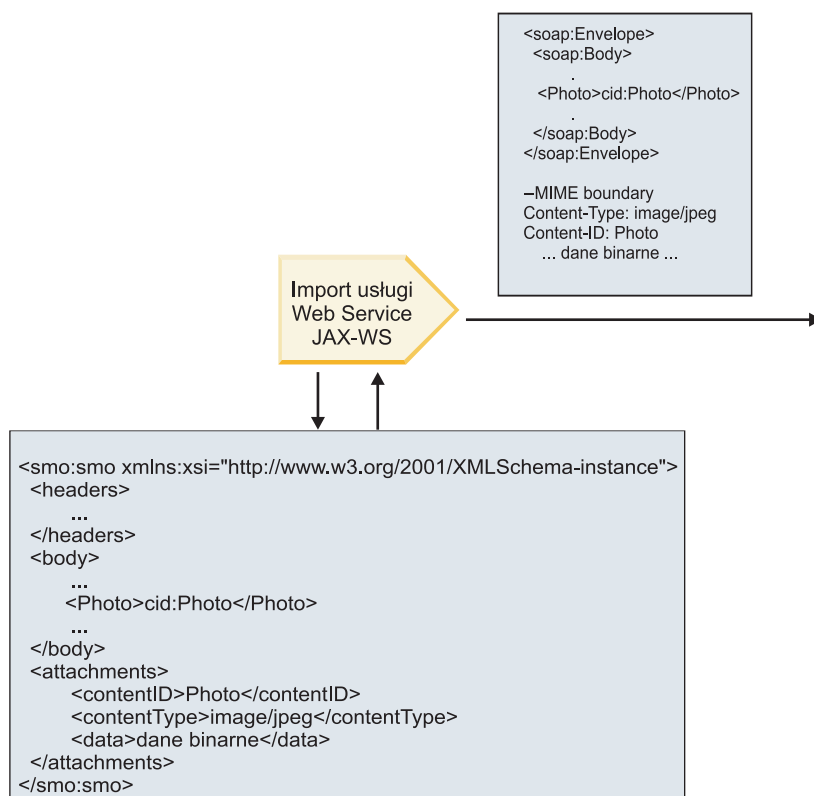 <soap:Envelope>
<soap:Body>
.
<Photo>cid:Photo</Photo>
.
</soap:Body>
</soap:Envelope>
–MIME boundary
Content-Type: image/jpeg
Content-ID: Photo
... dane binarne ...
Import usługi
Web Service
JAX-WS
<smo:smo xmlns:xsi="http://www.w3.org/2001/XMLSchema-instance">
<headers>
...
</headers>
<body>
...
<Photo>cid:Photo</Photo>
...
</body>
<attachments>
<contentID>Photo</contentID>
<contentType>image/jpeg</contentType>
<data>dane binarne</data>
</attachments>
</smo:smo>